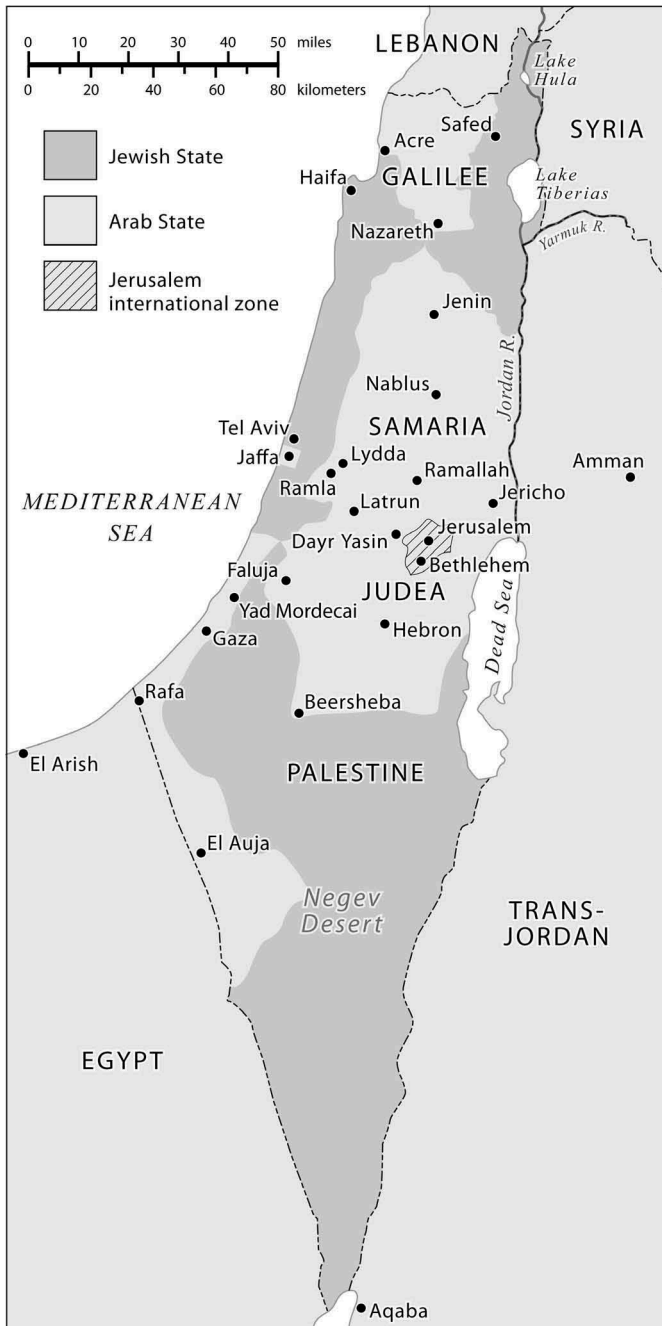 0 10 20 30 40 50 miles
0 20 40 60 80 kilometers
Jewish State
Arab State
Jerusalem
international zone
LEBANON
Lake
Hula
SYRIA
Safed
Acre
GALILEE
Haifa
Lake
Tiberias
Nazareth
Yarmuk R.
Jenin
Jordan R.
Nablus
SAMARIA
Tel Aviv
Jaffa
Lydda
Ramla
Ramallah
Amman
MEDITERRANEAN
SEA
Latrun
Jericho
Dayr Yasin
Jerusalem
Bethlehem
Faluja
JUDEA
Yad Mordecai
Hebron
Dead Sea
Gaza
Rafa
Beersheba
El Arish
PALESTINE
El Auja
Negev
Desert
TRANS-
JORDAN
EGYPT
Aqaba